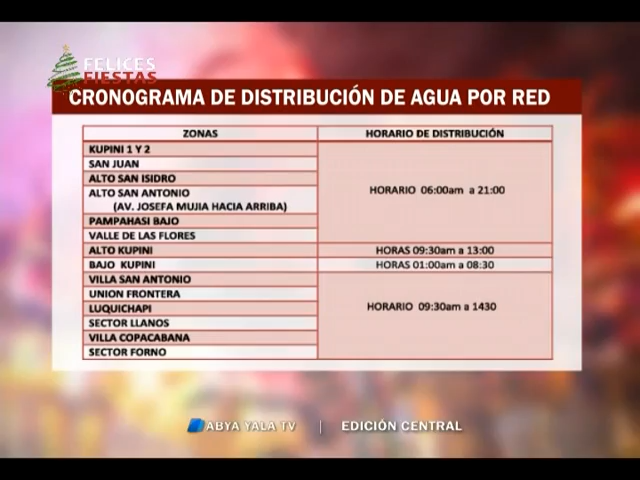 FELICES
FIESTAS
CRONOGRAMA DE DISTRIBUCIÓN DE AGUA POR RED
ZONAS HORARIO DE DISTRIBUCIÓN
KUPINI 1 Y 2
SAN JUAN
ALTO SAN ISIDRO
ALTO SAN ANTONIO
(AV. JOSEFA MUJIA HACIA ARRIBA)
HORARIO 06:00am a 21:00
PAMPAHASI BAJO
VALLE DE LAS FLORES
ALTO KUPINI HORAS 09:30am a 13:00
BAJO KUPINI HORAS 01:00am a 08:30
VILLA SAN ANTONIO
UNION FRONTERA
LUQUICHAPI HORARIO 09:30am a 1430
SECTOR LLANOS
VILLA COPACABANA
SECTOR FORNO
ABYA YALA TV | EDICIÓN CENTRAL